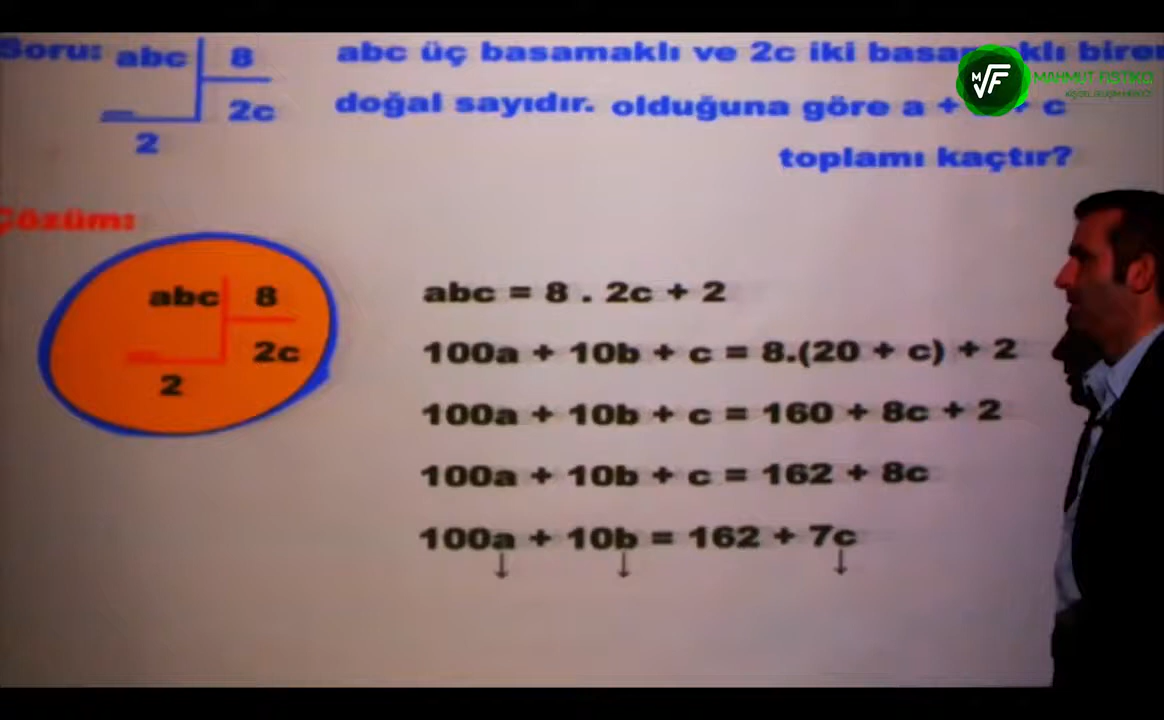 Soru: abc 8 abc üç basamaklı ve 2c iki basamaklı birer
2c doğal sayıdır. olduğuna göre a + c
2
toplamı kaçtır?
MAHMUT
Çözüm:
abc 8
2c
2
abc = 8 . 2c + 2
100a + 10b + c = 8.(20 + c) + 2
100a + 10b + c = 160 + 8c + 2
100a + 10b + c = 162 + 8c
100a + 10b = 162 + 7c